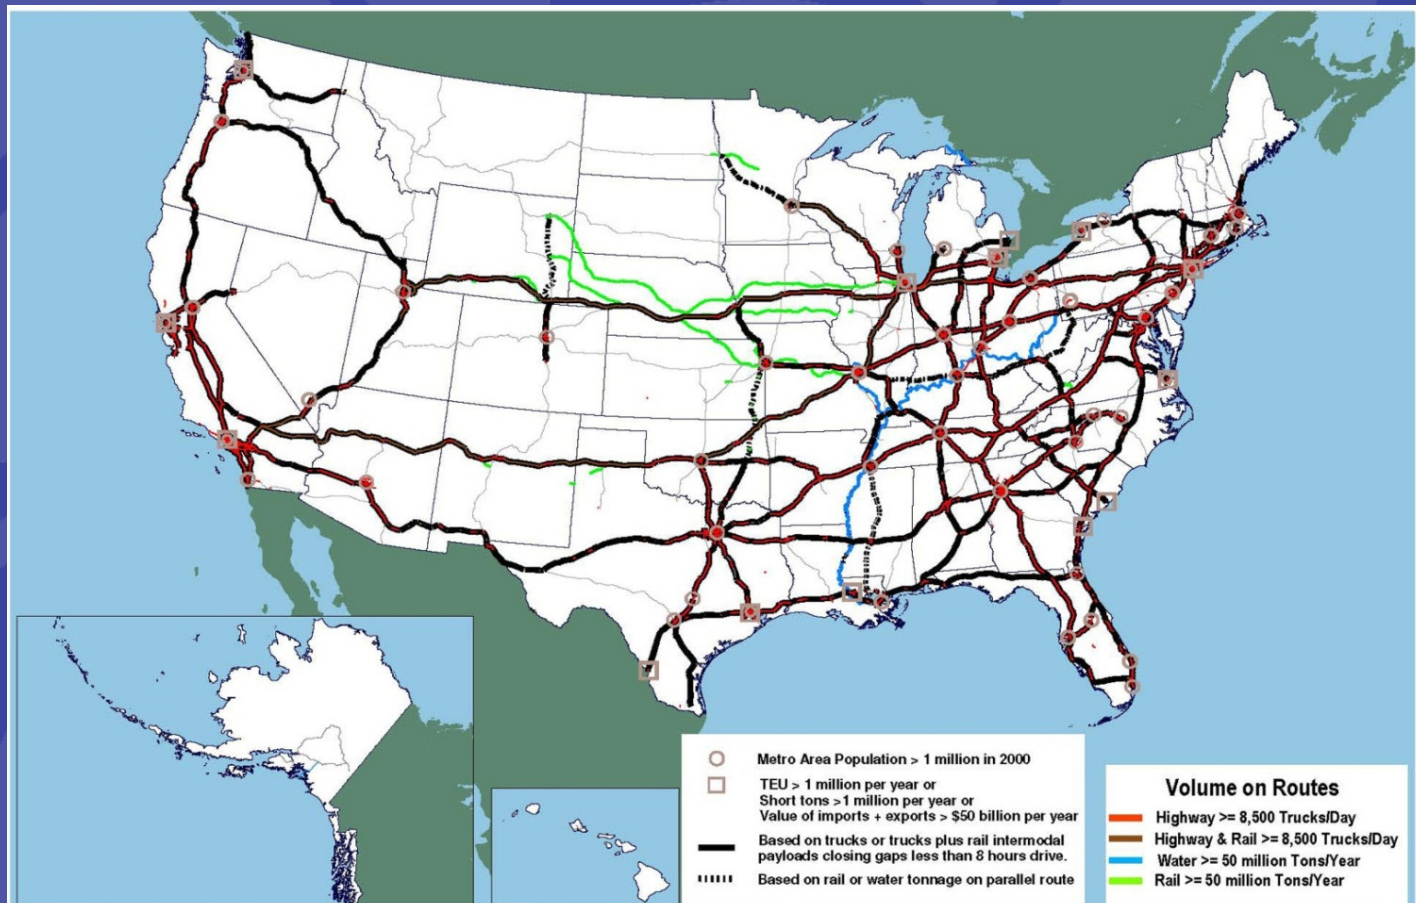 Metro Area Population > 1 million in 2000
TEU > 1 million per year or
Short tons >1 million per year or
Value of imports + exports > $50 billion per year
Based on trucks or trucks plus rail intermodal
payloads closing gaps less than 8 hours drive.
Based on rail or water tonnage on parallel route
Volume on Routes
Highway >= 8,500 Trucks/Day
Highway & Rail >= 8,500 Trucks/Day
Water >= 50 million Tons/Year
Rail >= 50 million Tons/Year